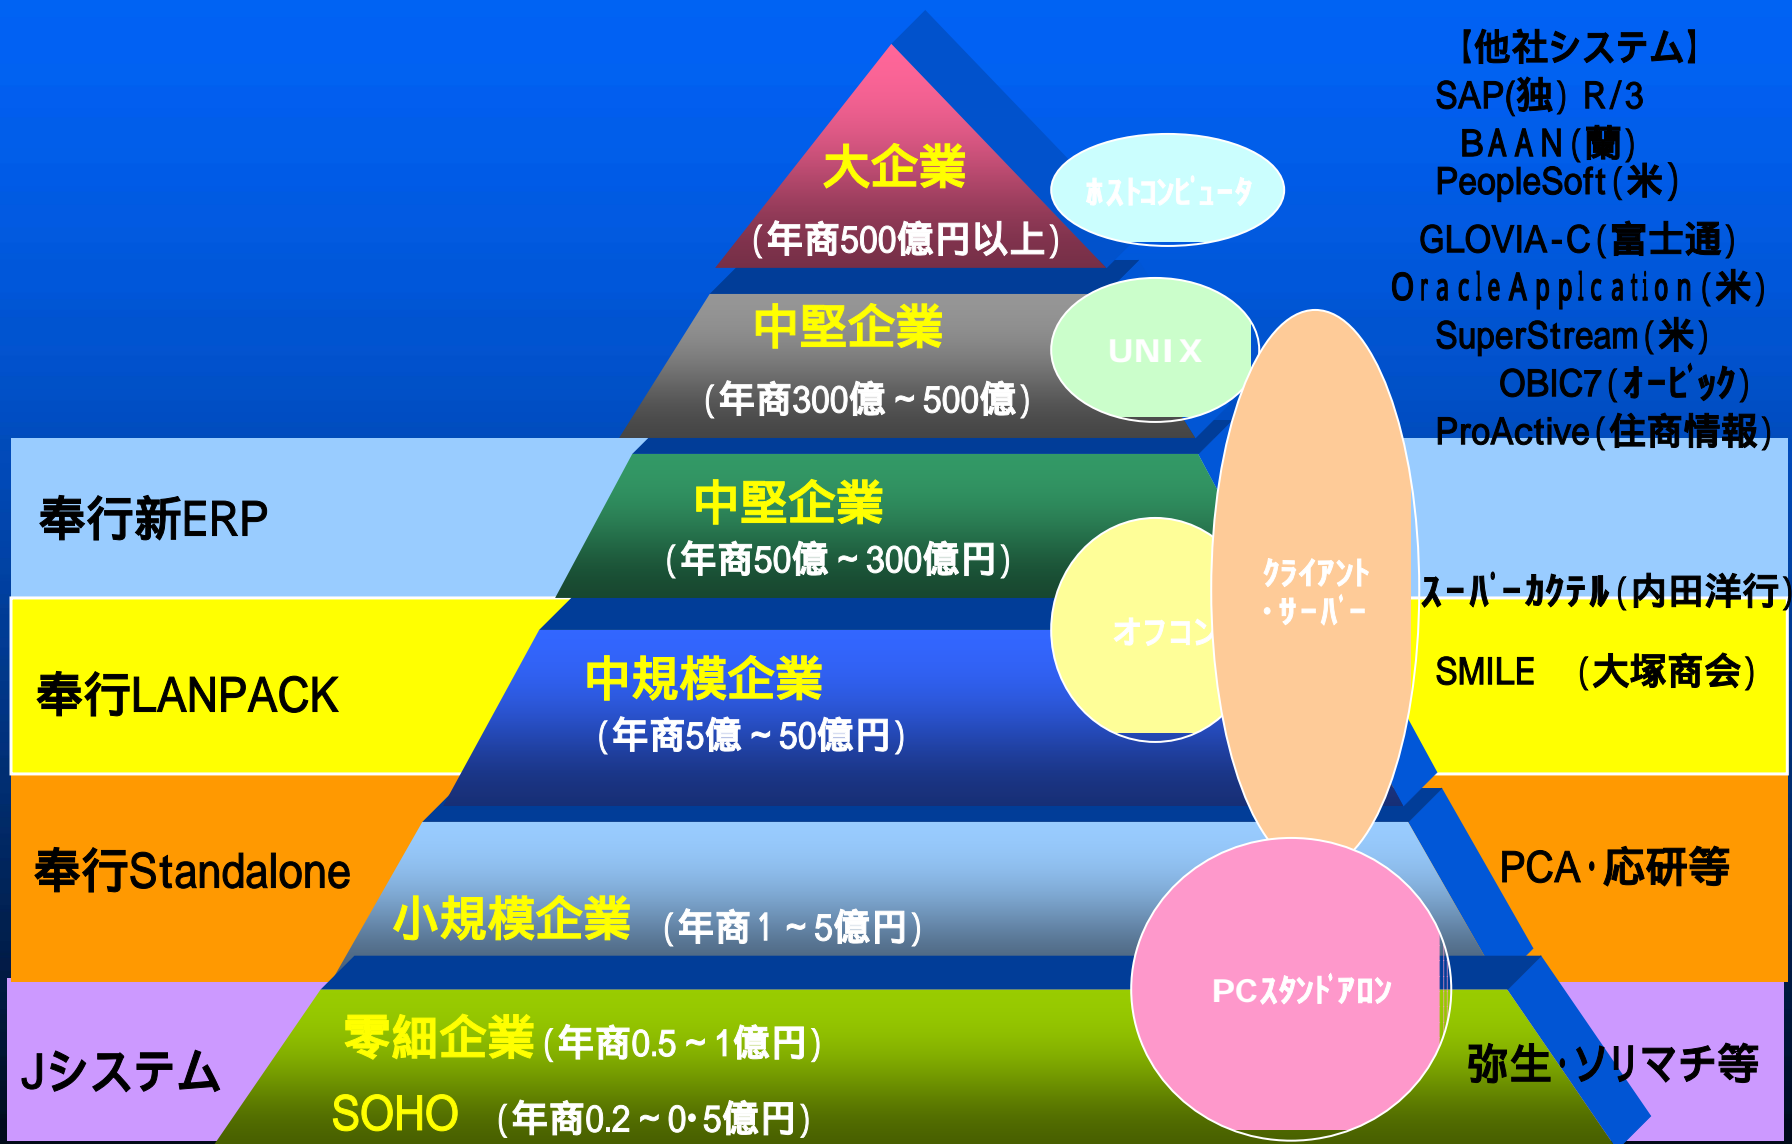 【他社システム】
SAP(独) R/3
BAAN(蘭)
PeopleSoft(米)
GLOVIA-C(富士通)
OracleApplcation(米)
SuperStream(米)
OBIC7(ｵｰﾋﾞｯｸ)
ProActive(住商情報)
大企業
(年商500億円以上)
ﾎｽﾄｺﾝﾋﾟｭｰﾀ
中堅企業
(年商300億～500億)
UNIX
奉行新ERP
中堅企業
(年商50億～300億円)
ｸﾗｲｱﾝﾄ
・ｻｰﾊﾞｰ
ｽｰﾊﾟｰｶｸﾃﾙ(内田洋行)
奉行LANPACK
中規模企業
(年商5億～50億円)
オフコン
SMILE (大塚商会)
奉行Standalone
小規模企業 (年商1～5億円)
PCA・応研等
PCｽﾀﾝﾄﾞｱﾛﾝ
Jシステム
零細企業(年商0.5～1億円)
SOHO (年商0.2～0・5億円)
弥生・ソリマチ等